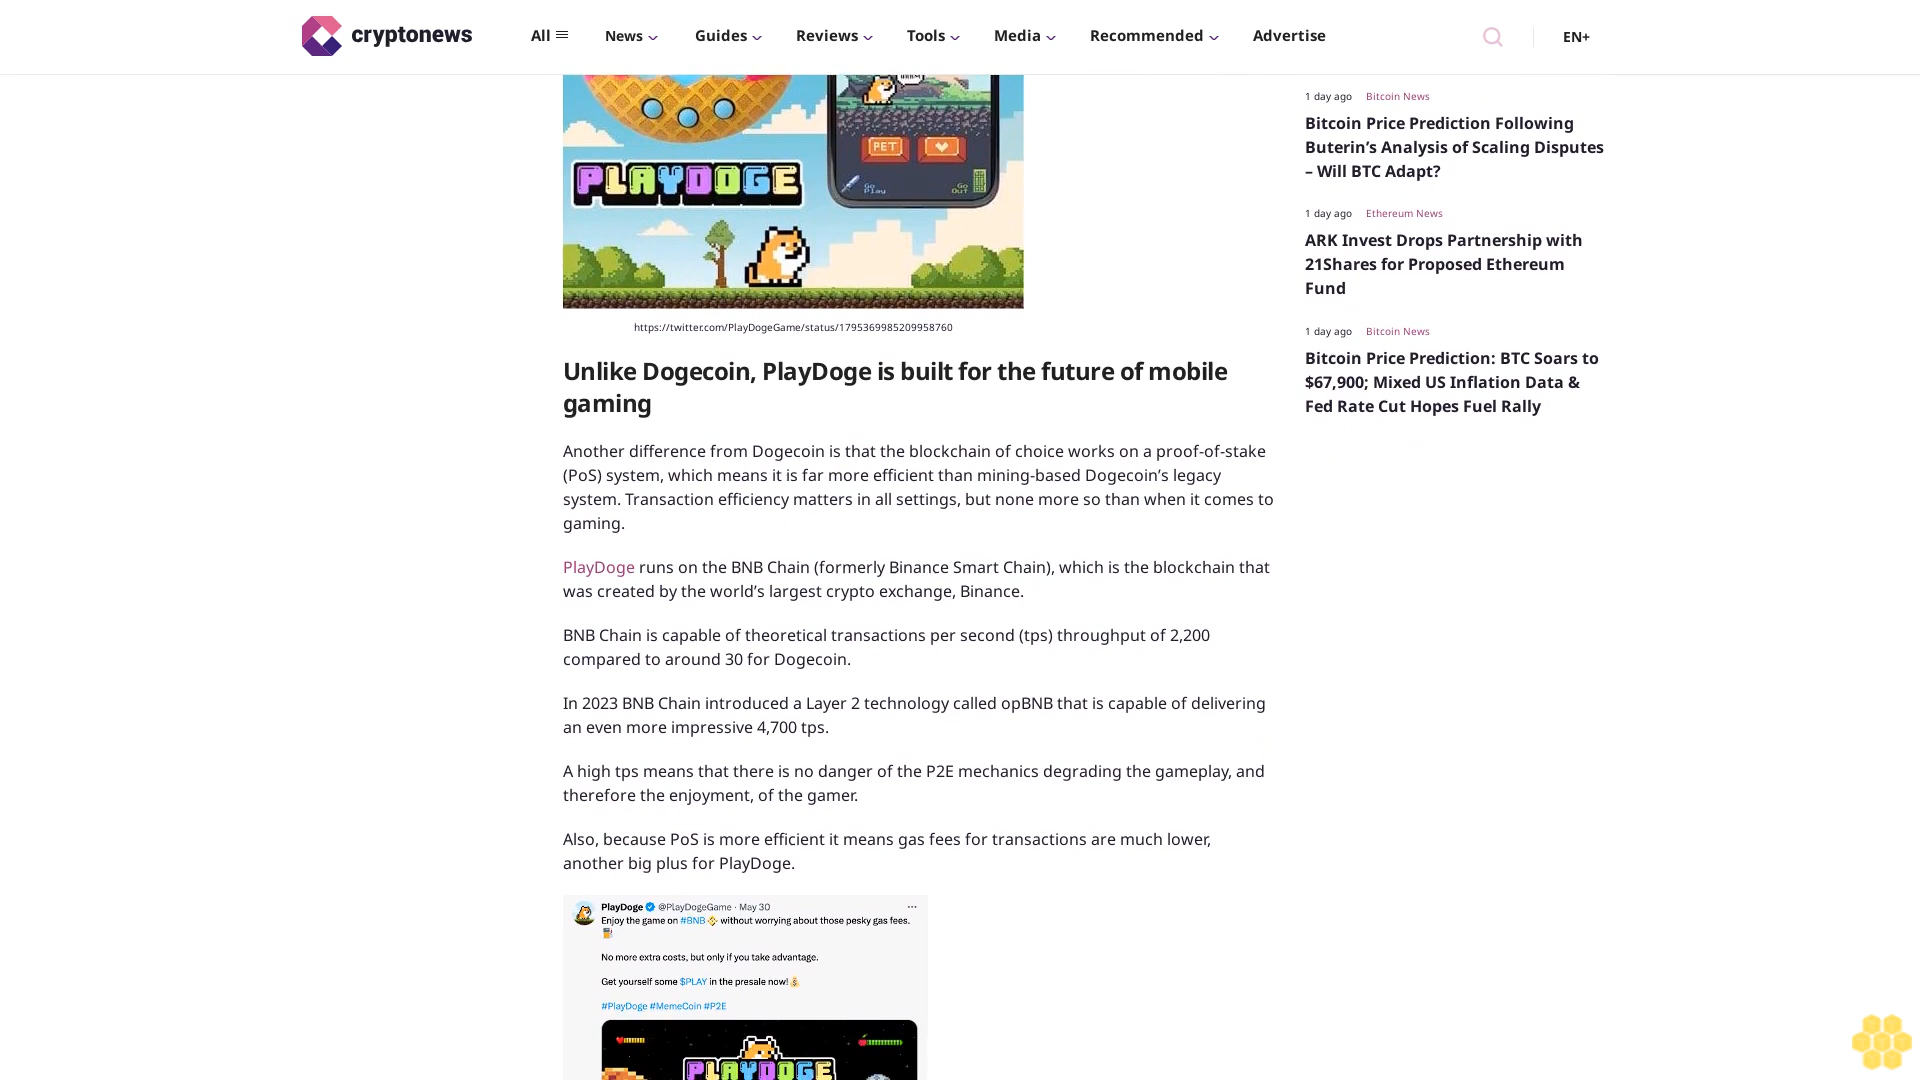 cryptonews
All
News
Guides
Reviews
Tools
Media
Recommended
Advertise
EN+
PET
Go Play
Go Out
PLAYDOGE
https://twitter.com/PlayDogeGame/status/1795369985209958760
Unlike Dogecoin, PlayDoge is built for the future of mobile
gaming
Another difference from Dogecoin is that the blockchain of choice works on a proof-of-stake
(PoS) system, which means it is far more efficient than mining-based Dogecoin’s legacy
system. Transaction efficiency matters in all settings, but none more so than when it comes to
gaming.
PlayDoge runs on the BNB Chain (formerly Binance Smart Chain), which is the blockchain that
was created by the world’s largest crypto exchange, Binance.
BNB Chain is capable of theoretical transactions per second (tps) throughput of 2,200
compared to around 30 for Dogecoin.
In 2023 BNB Chain introduced a Layer 2 technology called opBNB that is capable of delivering
an even more impressive 4,700 tps.
A high tps means that there is no danger of the P2E mechanics degrading the gameplay, and
therefore the enjoyment, of the gamer.
Also, because PoS is more efficient it means gas fees for transactions are much lower,
another big plus for PlayDoge.
PlayDoge @PlayDogeGame · May 30
Enjoy the game on #BNB without worrying about those pesky gas fees.
No more extra costs, but only if you take advantage.
Get yourself some $PLAY in the presale now!
#PlayDoge #MemeCoin #P2E
PLAYDOGE
1 day ago Bitcoin News
Bitcoin Price Prediction Following
Buterin’s Analysis of Scaling Disputes
– Will BTC Adapt?
1 day ago Ethereum News
ARK Invest Drops Partnership with
21Shares for Proposed Ethereum
Fund
1 day ago Bitcoin News
Bitcoin Price Prediction: BTC Soars to
$67,900; Mixed US Inflation Data &
Fed Rate Cut Hopes Fuel Rally